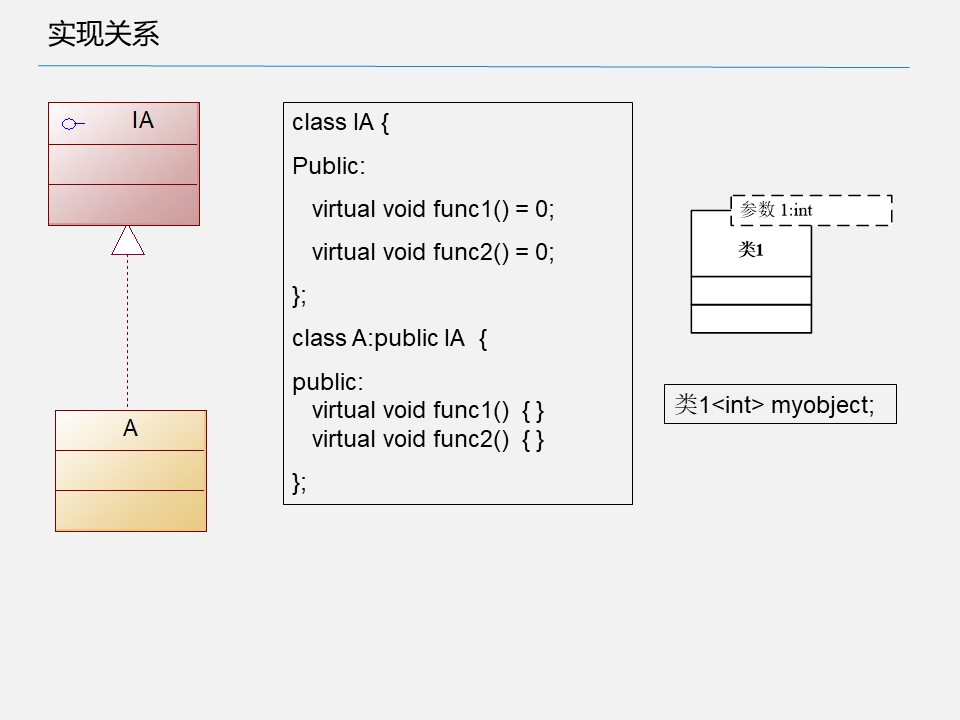 实现关系
IA
class IA {
Public:
virtual void func1() = 0;
virtual void func2() = 0;
};
class A:public IA {
public:
virtual void func1() { }
virtual void func2() { }
};
A
参数 1:int
类1
类1<int> myobject;